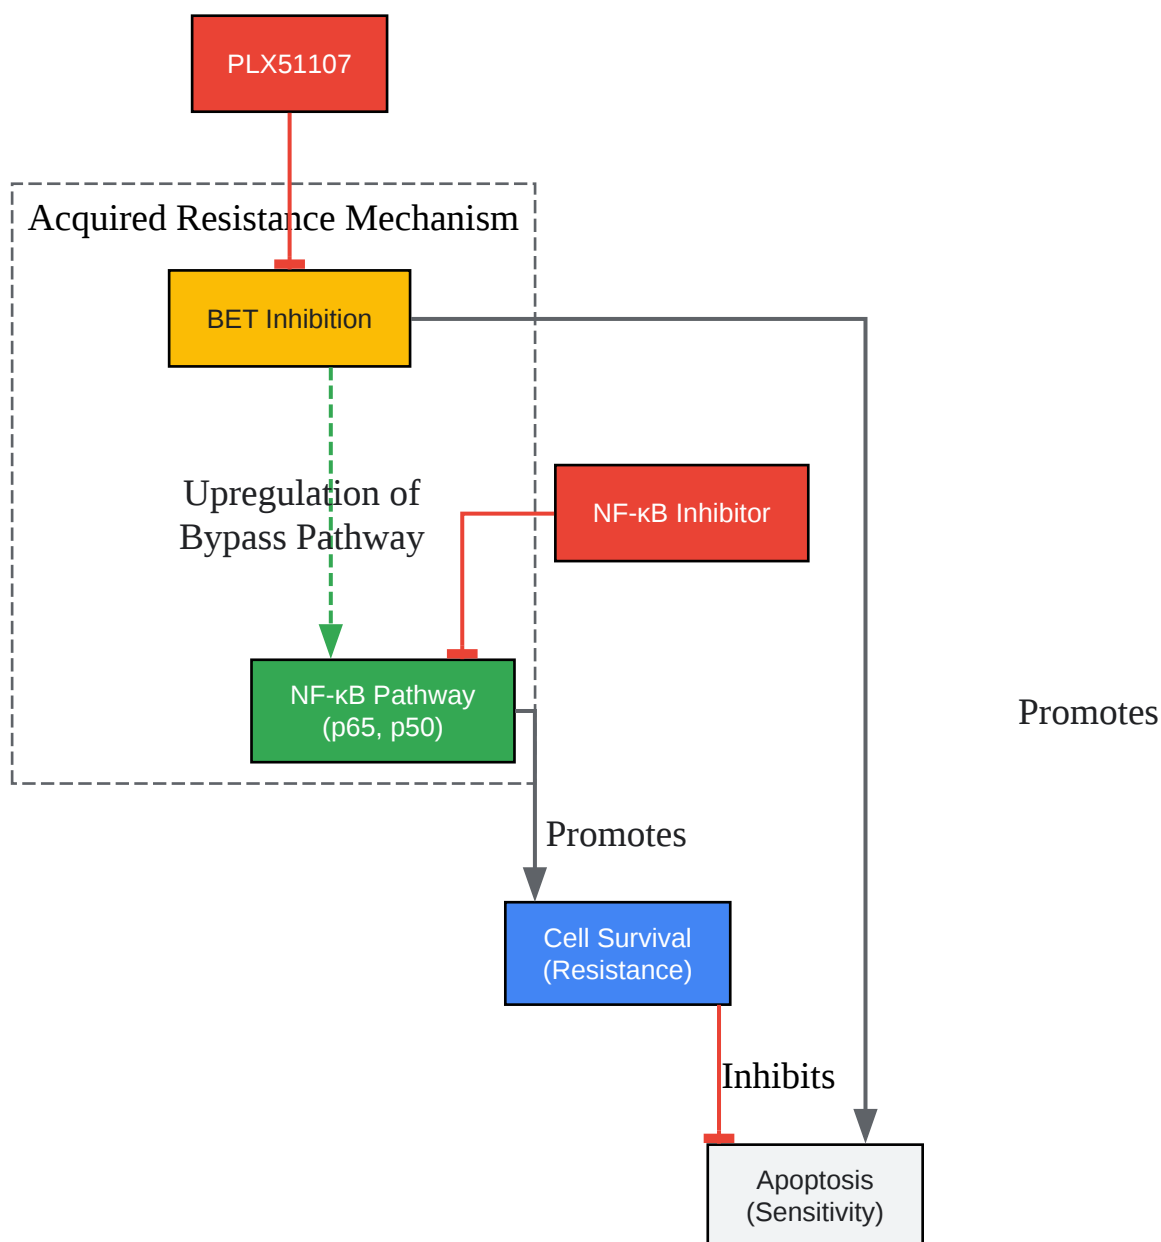 PLX51107
Acquired Resistance Mechanism
BET Inhibition
Upregulation of
Bypass Pathway
NF-κB Inhibitor
NF-κB Pathway
(p65, p50)
Promotes
Promotes
Cell Survival
(Resistance)
Inhibits
Apoptosis
(Sensitivity)